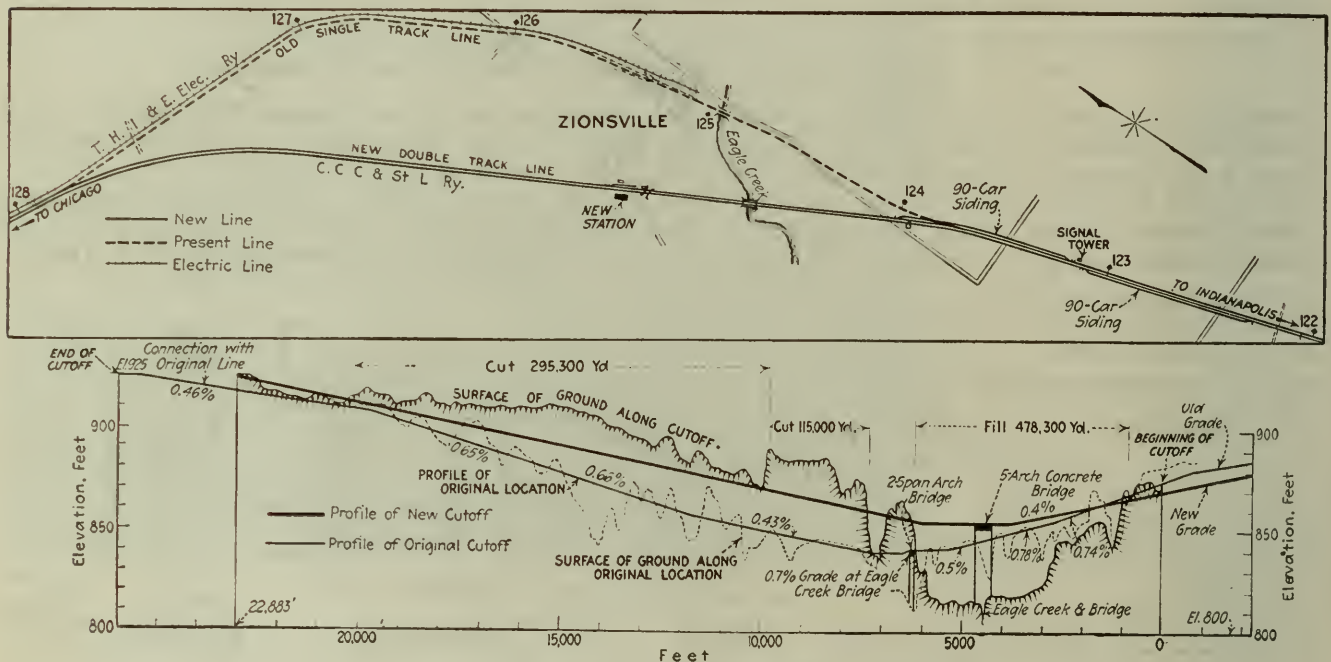 127
126
OLD SINGLE TRACK LINE
T. H. I & E. Elec. Ry
ZIONSVILLE
125
Eagle Creek
NEW DOUBLE TRACK LINE
C. C. C & St L Ry.
128
TO CHICAGO
NEW STATION
124
90-Car Siding
SIGNAL TOWER
123
TO INDIANAPOLIS
122
90-Car Siding
New Line
Present Line
Electric Line
END OF CUTOFF
El.925
Connection with Original Line
0.46%
Cut 295,300 Yd
SURFACE OF GROUND ALONG CUTOFF
Cut 115,000 Yd.
Fill 478,300 Yd.
Old Grade
BEGINNING OF CUTOFF
900
850
800
Elevation, Feet
0.65%
0.66%
PROFILE OF ORIGINAL LOCATION
0.43%
2-Span Arch Bridge
5-Arch Concrete Bridge
0.4%
New Grade
Profile of New Cutoff
Profile of Original Cutoff
SURFACE OF GROUND ALONG ORIGINAL LOCATION
0.7% Grade at Eagle Creek Bridge
0.5%
0.78%
0.74%
Eagle Creek & Bridge
El. 800
22,883'
900
850
800
Elevation, Feet
20,000
15,000
10,000
5000
0
Feet